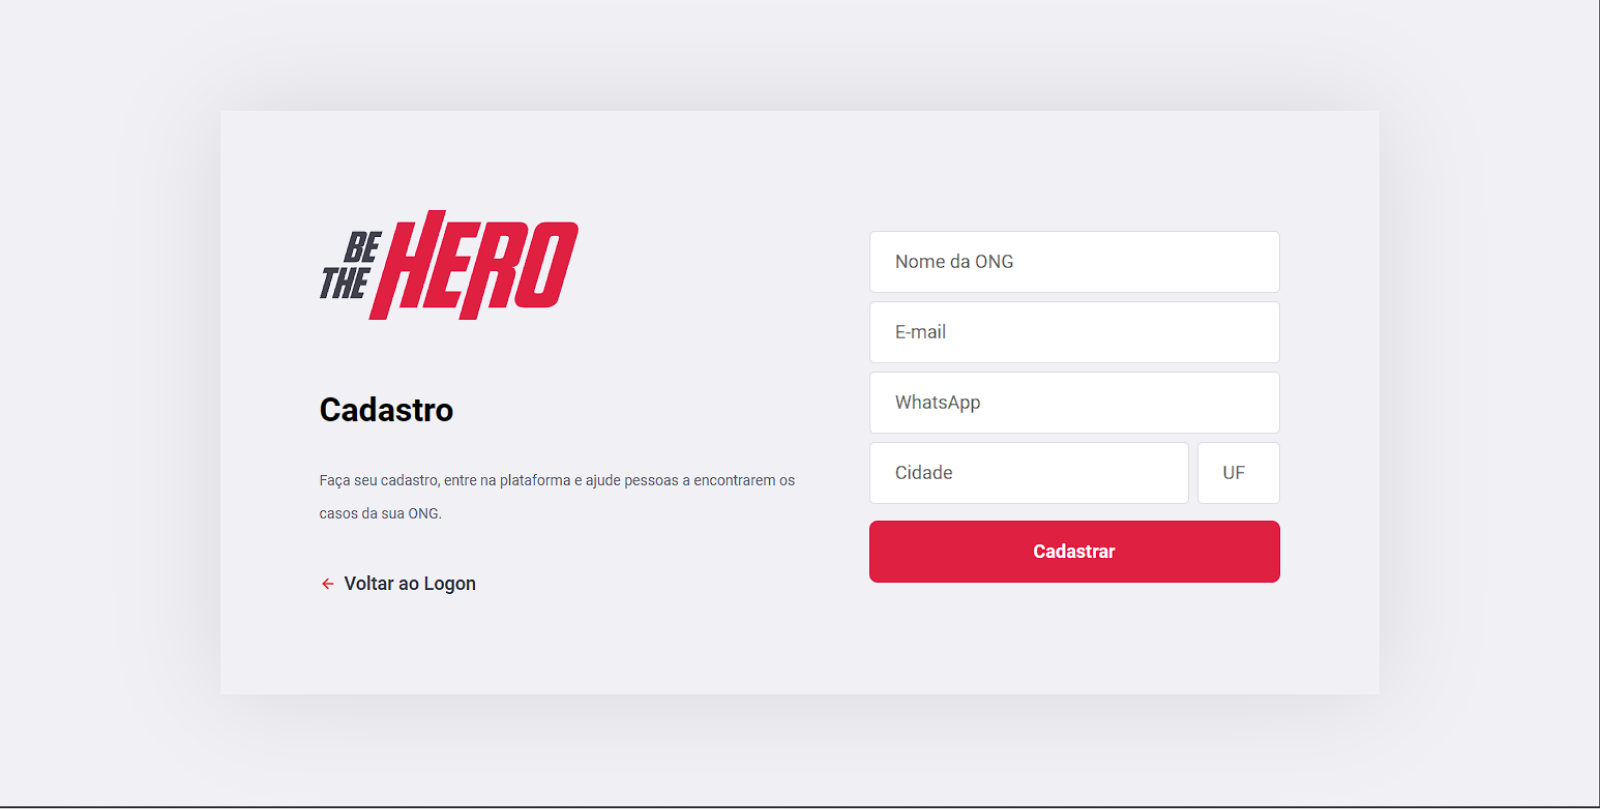 BE
THE HERO
Cadastro
Faça seu cadastro, entre na plataforma e ajude pessoas a encontrarem os
casos da sua ONG.
← Voltar ao Logon
Nome da ONG
E-mail
WhatsApp
Cidade UF
Cadastrar